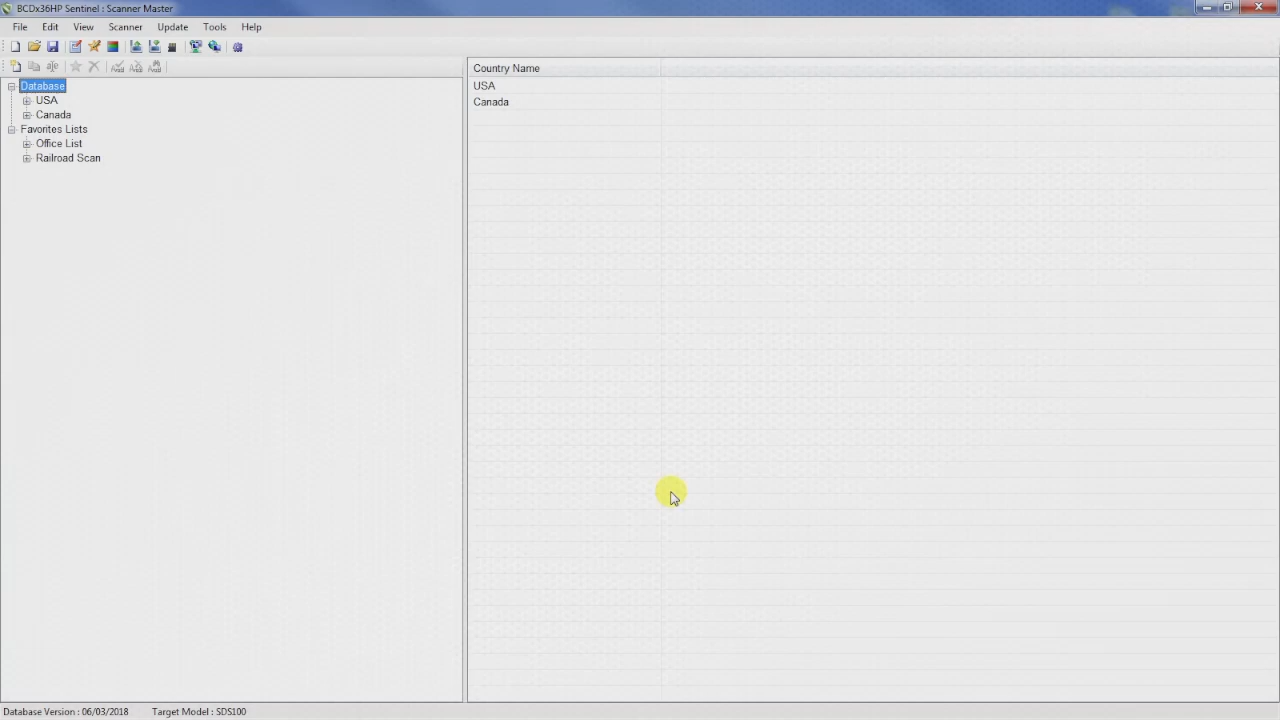 BCDx36HP Sentinel : Scanner Master
File Edit View Scanner Update Tools Help
Database
USA
Canada
Favorites Lists
Office List
Railroad Scan
Country Name
USA
Canada
Database Version : 06/03/2018 Target Model : SDS100